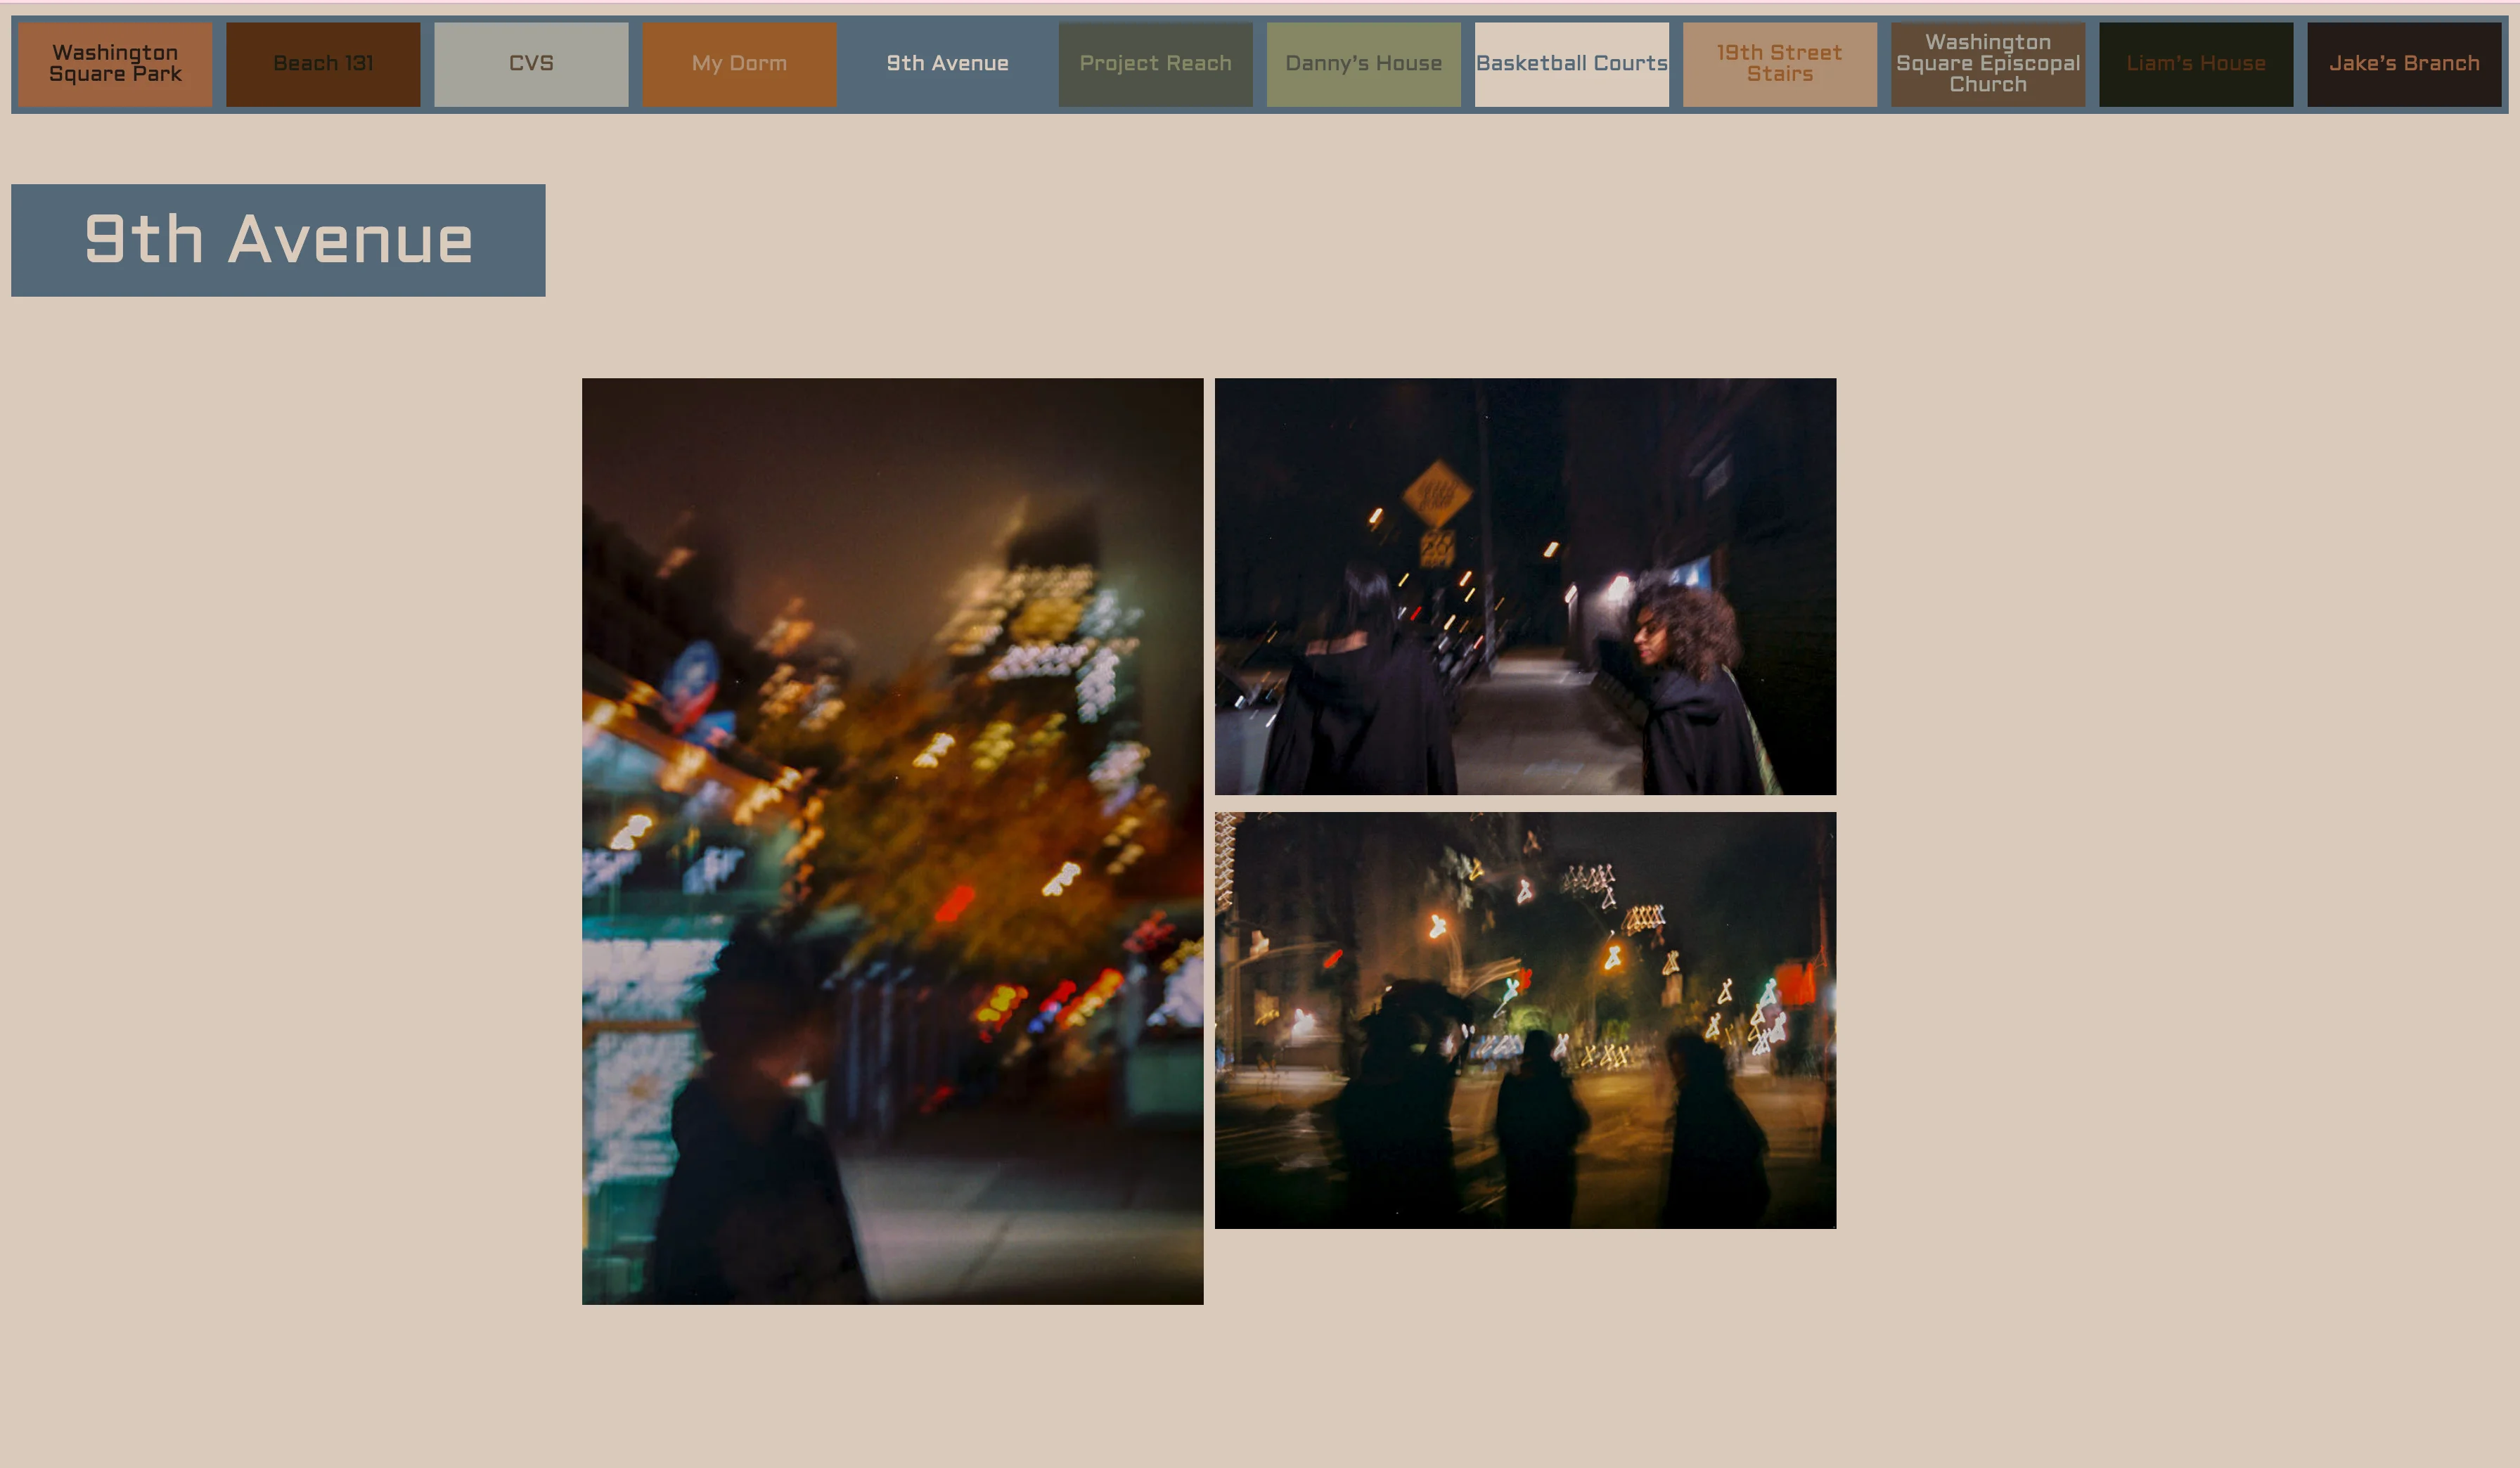 Washington
Square Park
Beach 131
CVS
My Dorm
9th Avenue
Project Reach
Danny's House
Basketball Courts
19th Street
Stairs
Washington
Square Episcopal
Church
Liam's House
Jake's Branch
9th Avenue